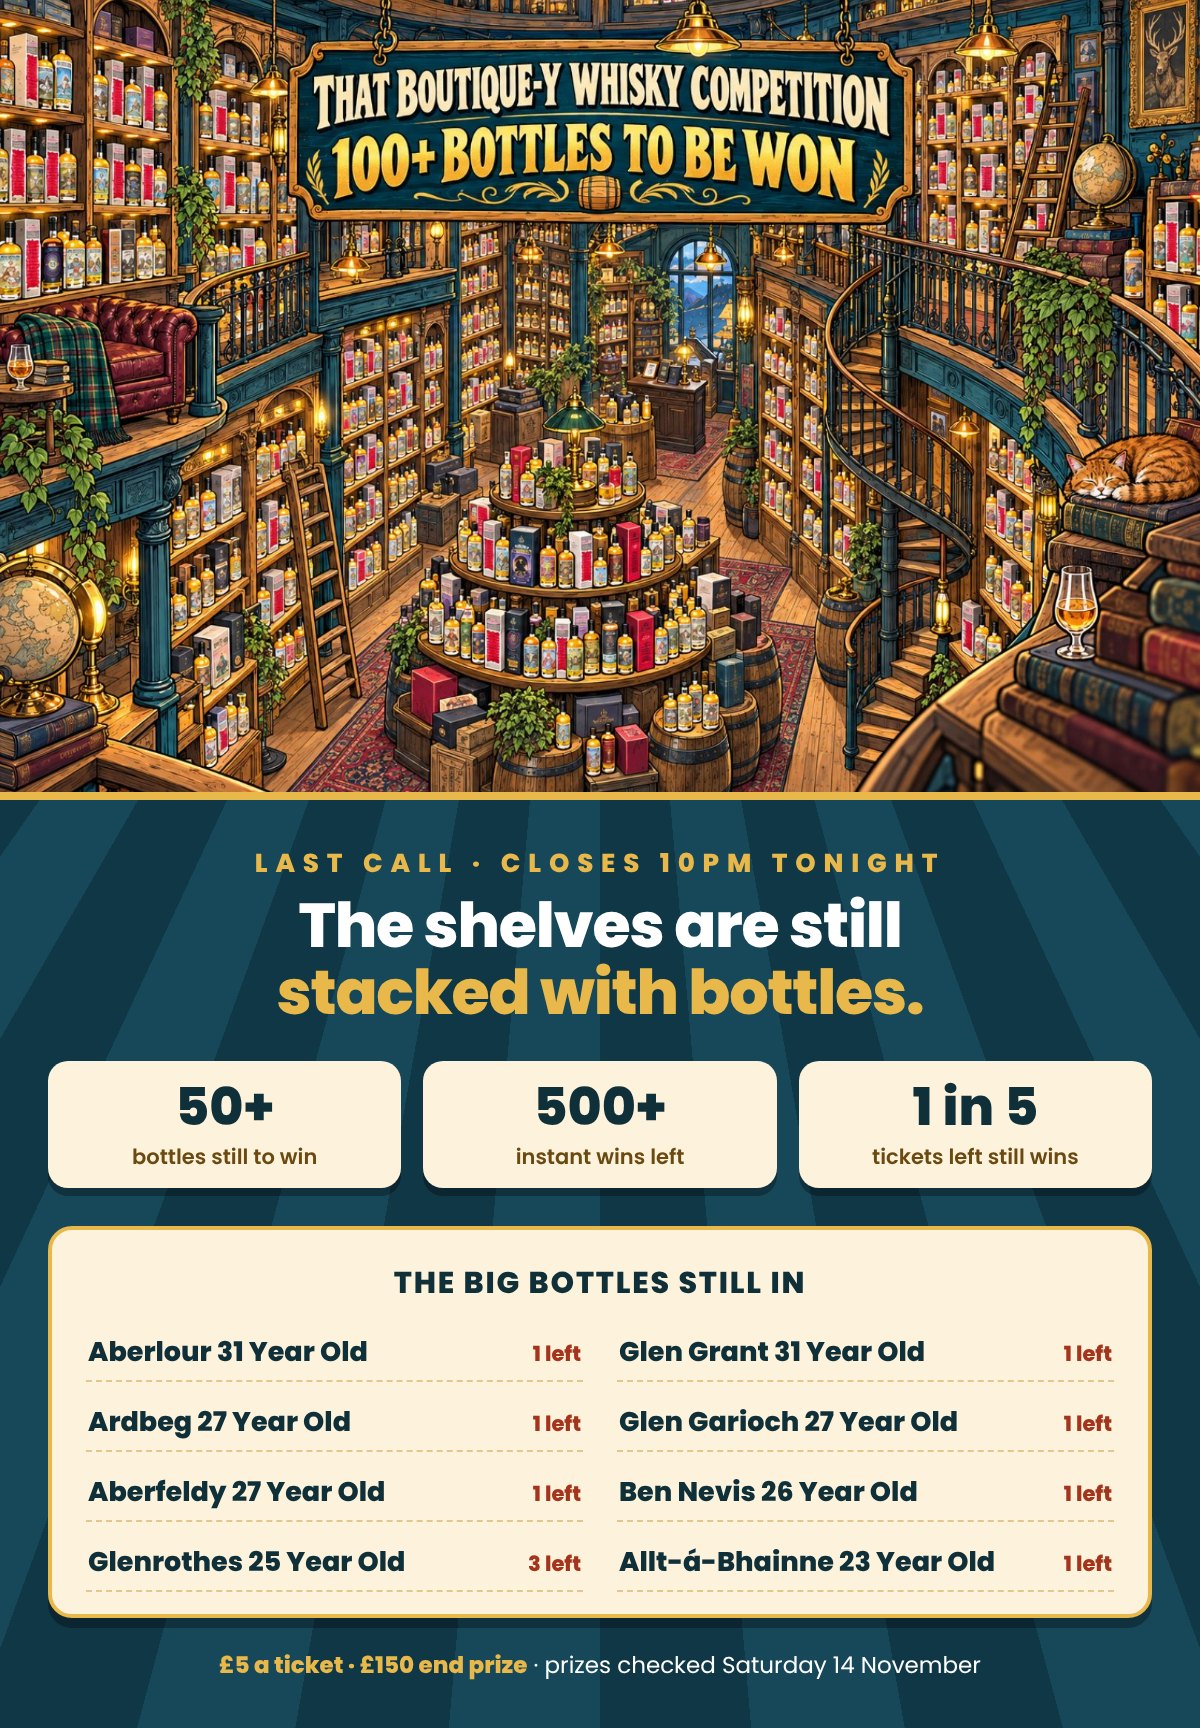 THAT BOUTIQUE-Y WHISKY COMPETITION
100+ BOTTLES TO BE WON
LAST CALL · CLOSES 10PM TONIGHT
The shelves are still
stacked with bottles.
50+
bottles still to win
500+
instant wins left
1 in 5
tickets left still wins
THE BIG BOTTLES STILL IN
Aberlour 31 Year Old 1 left
Glen Grant 31 Year Old 1 left
Ardbeg 27 Year Old 1 left
Glen Garioch 27 Year Old 1 left
Aberfeldy 27 Year Old 1 left
Ben Nevis 26 Year Old 1 left
Glenrothes 25 Year Old 3 left
Allt-á-Bhainne 23 Year Old 1 left
£5 a ticket · £150 end prize · prizes checked Saturday 14 November